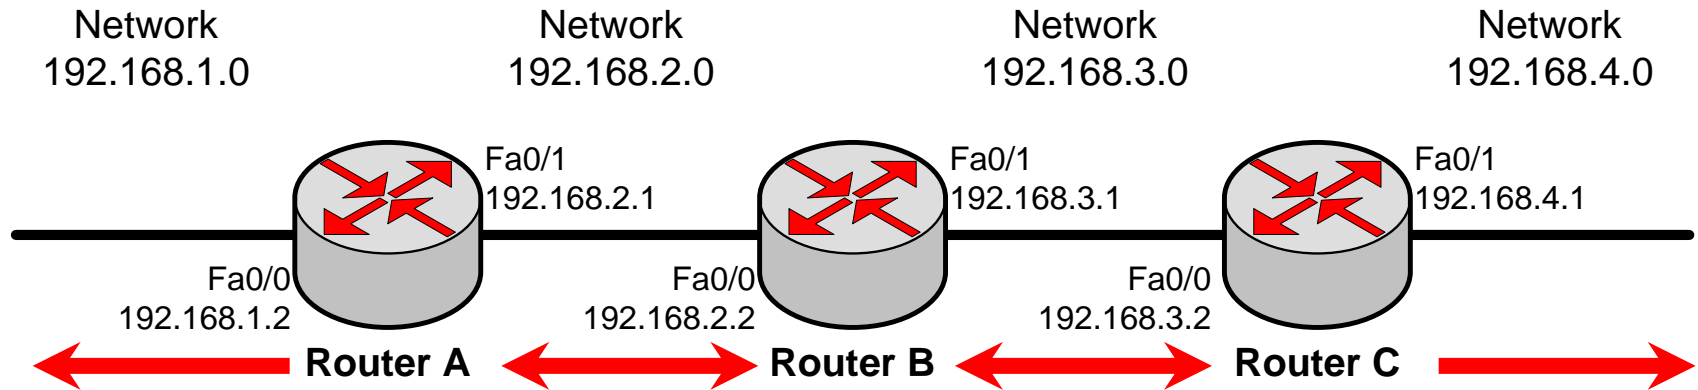 Network
192.168.1.0
Network
192.168.2.0
Network
192.168.3.0
Network
192.168.4.0
Fa0/1
192.168.2.1
Fa0/1
192.168.3.1
Fa0/1
192.168.4.1
Fa0/0
192.168.1.2
Fa0/0
192.168.2.2
Fa0/0
192.168.3.2
Router A
Router B
Router C